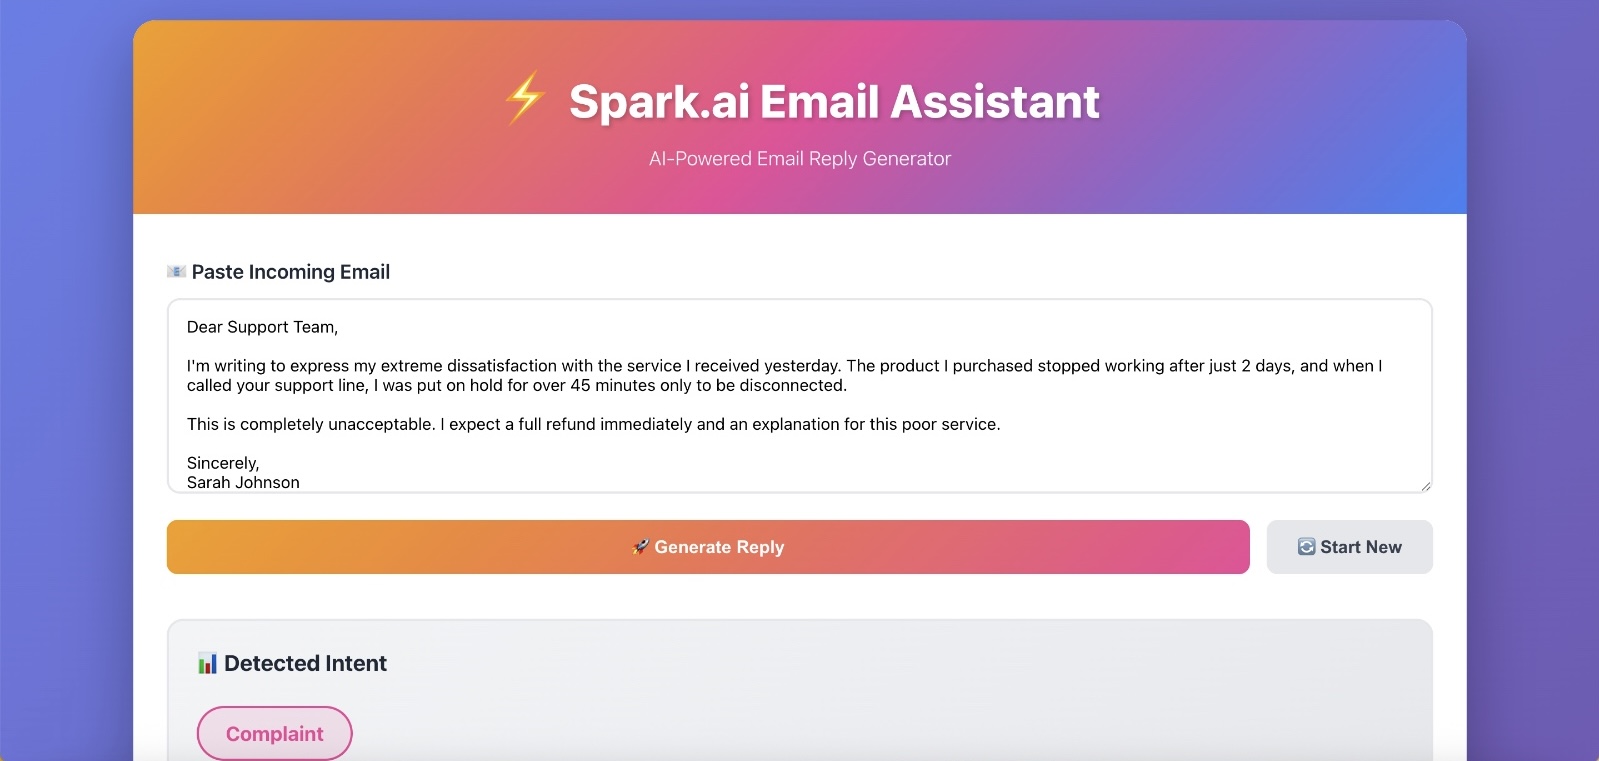 Spark.ai Email Assistant
AI-Powered Email Reply Generator
Paste Incoming Email
Dear Support Team,
I'm writing to express my extreme dissatisfaction with the service I received yesterday. The product I purchased stopped working after just 2 days, and when I
called your support line, I was put on hold for over 45 minutes only to be disconnected.
This is completely unacceptable. I expect a full refund immediately and an explanation for this poor service.
Sincerely,
Sarah Johnson
Generate Reply
Start New
Detected Intent
Complaint